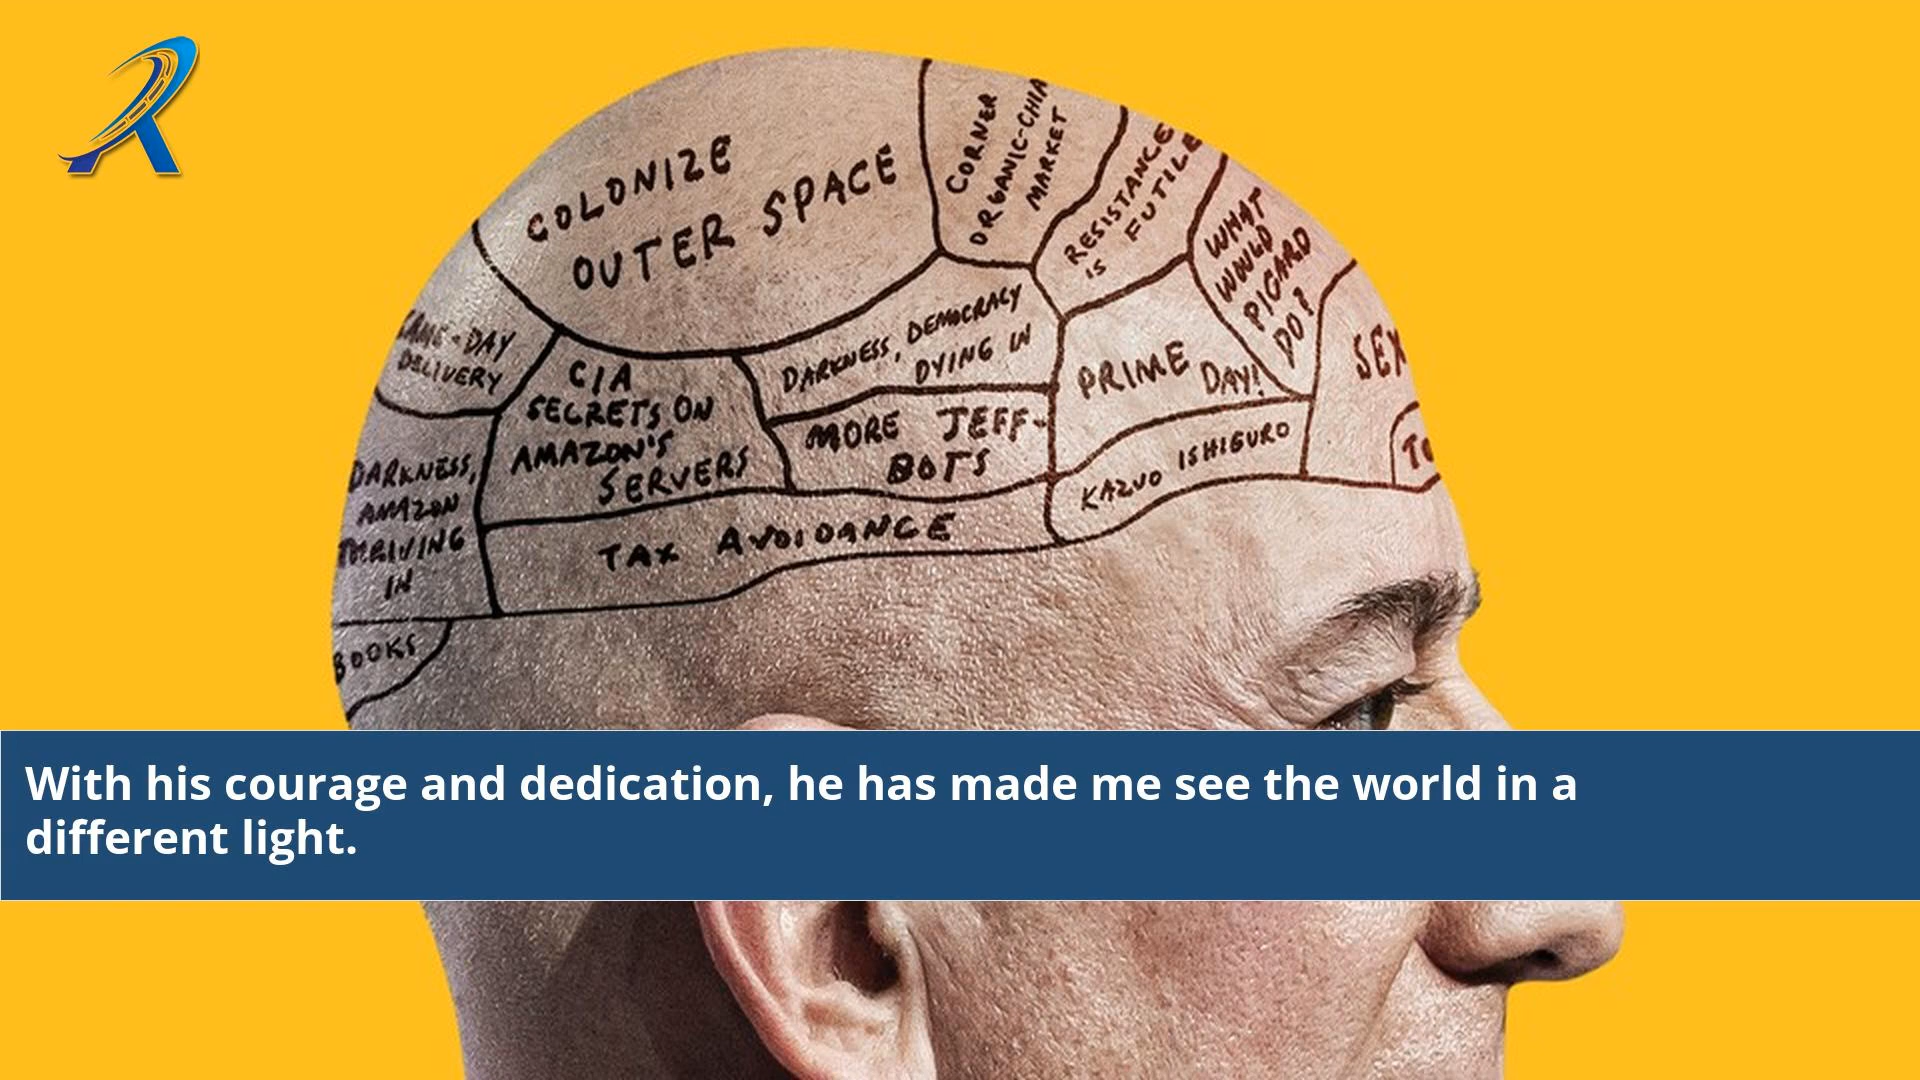 COLONIZE
OUTER SPACE
CORNER
ORGANIC-CHIA
MARKET
RESISTANCE
IS FUTILE
WHAT
WOULD
PICARD
DO?
SAME-DAY
DELIVERY
CIA
SECRETS ON
AMAZON'S
SERVERS
DARKNESS, DEMOCRACY
DYING IN
MORE JEFF-
BOTS
PRIME
DAY!
KAZUO ISHIGURO
SEX
DARKNESS,
AMAZON
THRIVING
IN
TAX AVOIDANCE
BOOKS
With his courage and dedication, he has made me see the world in a
different light.